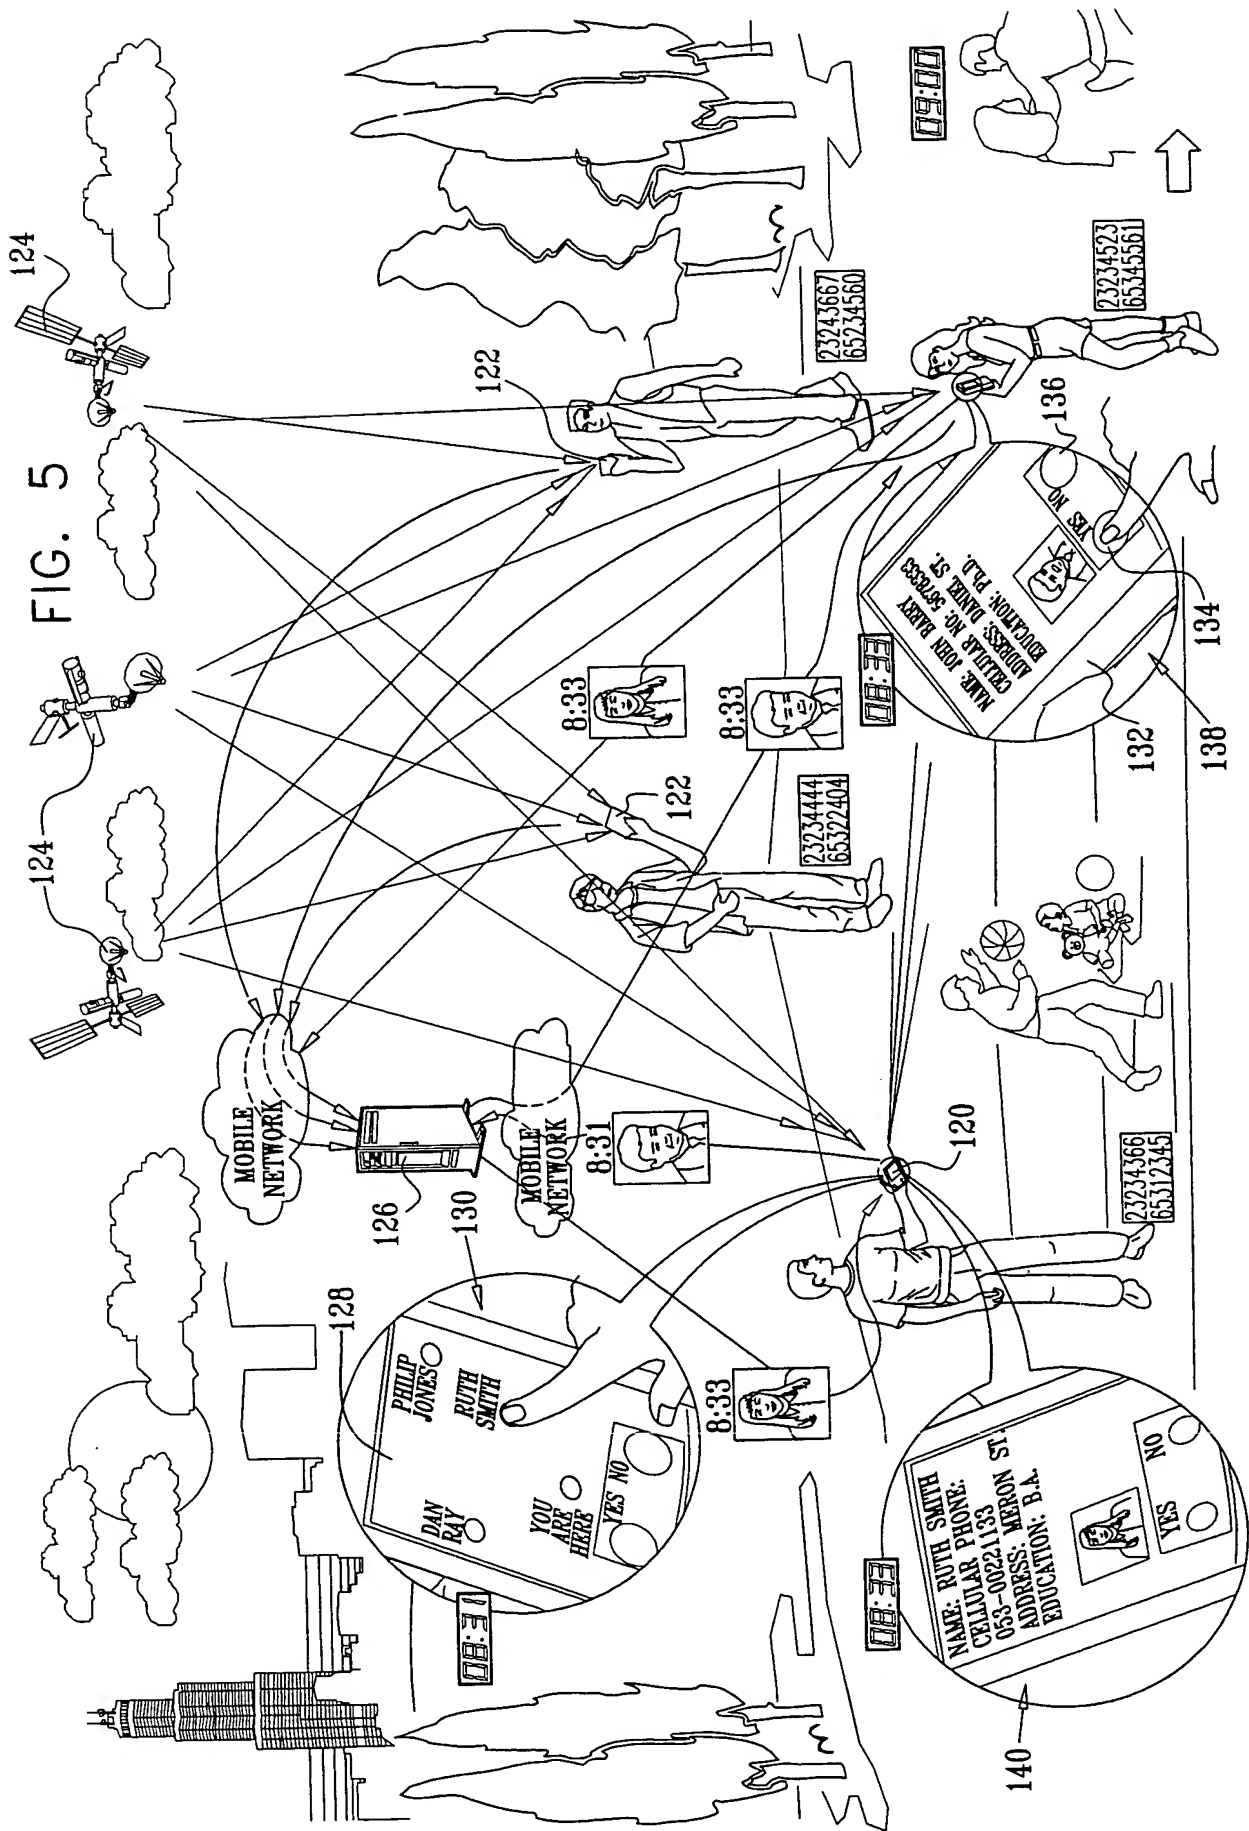 FIG. 5
124
124
MOBILE
NETWORK
126
130
128
PHILIP
JONES
RUTH
SMITH
DAN
RAY
YOU
ARE
HERE
YES NO
08:31
MOBILE
NETWORK
8:31
122
122
8:33
8:33
8:33
120
23234366
65312345
23234444
65322404
23243667
65234560
23234523
65345561
08:33
NAME: JOHN BARRY
CELLULAR NO: 5678333
ADDRESS: DANIEL ST.
EDUCATION: Ph.D.
YES NO
132
134
136
138
08:33
NAME: RUTH SMITH
CELLULAR PHONE:
053-0022133
ADDRESS: MERON ST.
EDUCATION: B.A.
YES NO
140
09:00